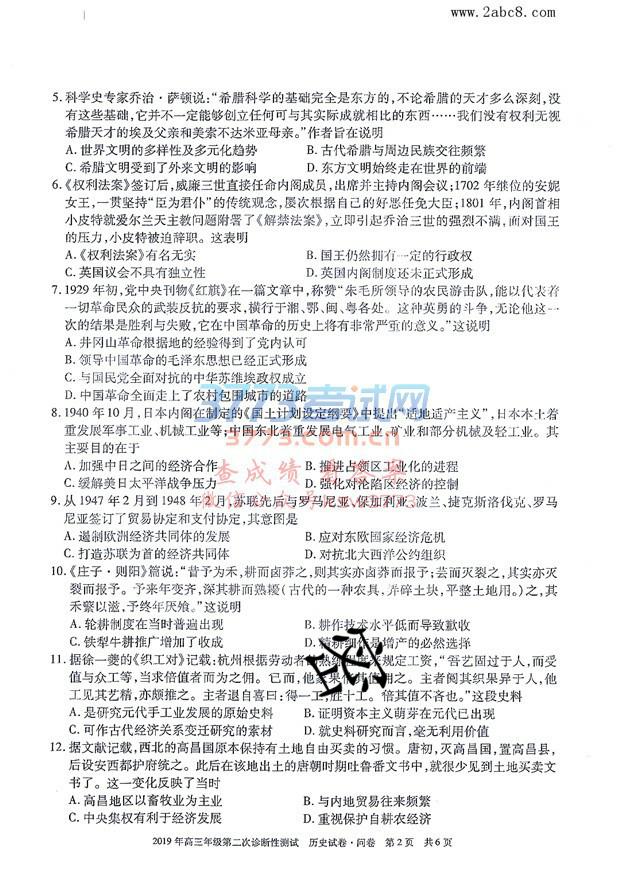 www.2abc8.com
5. 科学史专家乔治·萨顿说：“希腊科学的基础完全是东方的，不论希腊的天才多么深刻，没
有这些基础，它并不一定能够创立任何可与其实际成就相比的东西……我们没有权利无视
希腊天才的埃及父亲和美索不达米亚母亲。”作者旨在说明
A. 世界文明的多样性及多元化趋势 B. 古代希腊与周边民族交往频繁
C. 希腊文明受到了外来文明的影响 D. 东方文明始终走在世界的前端
6.《权利法案》签订后，威廉三世直接任命内阁成员，出席并主持内阁会议；1702 年继位的安妮
女王，一贯坚持“臣为君仆”的传统观念，屡次根据自己的好恶任免大臣；1801 年，内阁首相
小皮特就爱尔兰天主教问题附署了《解禁法案》，立即引起乔治三世的强烈不满，面对国王
的压力，小皮特被迫辞职。这表明
A.《权利法案》有名无实 B. 国王仍然拥有一定的行政权
C. 英国议会不具有独立性 D. 英国内阁制度还未正式形成
7. 1929 年初，党中央刊物《红旗》在一篇文章中，称赞“朱毛所领导的农民游击队，能以代表着
一切革命民众的武装反抗的要求，横行于湘、鄂、闽、粤各处。这种英勇的斗争，无论他这一
次的结果是胜利与失败，它在中国革命的历史上将有非常严重的意义。”这说明
A. 井冈山革命根据地的经验得到了党内认可
B. 领导中国革命的毛泽东思想已经正式形成
C. 与国民党全面对抗的中华苏维埃政权成立
D. 中国革命全面走上了农村包围城市的道路
8. 1940 年 10 月，日本内阁在制定的《国土计划设定纲要》中提出“适地适产主义”，日本本土着
重发展军事工业、机械工业等；中国东北着重发展电气工业、矿业和部分机械及轻工业。其
主要目的在于
A. 加强中日之间的经济合作 B. 推进占领区工业化的进程
C. 缓解美日太平洋战争压力 D. 强化对沦陷区经济的控制
9. 从 1947 年 2 月到 1948 年 2 月，苏联先后与罗马尼亚、保加利亚、波兰、捷克斯洛伐克、罗马
尼亚签订了贸易协定和支付协定，其意图是
A. 遏制欧洲经济共同体的发展 B. 应对东欧国家经济危机
C. 打造苏联为首的经济共同体 D. 对抗北大西洋公约组织
10.《庄子·则阳》篇说：“昔予为禾，耕而卤莽之，则其实亦卤莽而报予；芸而灭裂之，其实亦灭
裂而报予。予来年变齐，深其耕而熟耰（古代的一种农具，弄碎土块，平整土地用。）之，其
禾蘩以滋，予终年厌飧。”这说明
A. 轮耕制度在当时普遍出现 B. 耕作技术水平低而导致歉收
C. 铁犁牛耕推广增加了收成 D. 精耕细作是增产的必然选择
11. 据徐一夔的《织工对》记载：杭州根据劳动者 熟练程度来规定工资，“吾艺固过于人，而受
值与众工等，当求倍值者而为之佣。它而，他家果倍其值佣之。主者阅其织果异于人，他
工见其艺精，亦颇推之。主者退自喜曰：得一工，胜十工。倍其值不吝也。”这段史料
A. 是研究元代手工业发展的原始史料 B. 证明资本主义萌芽在元代已出现
C. 可作古代经济关系变迁研究的素材 D. 就史料研究而言，毫无利用价值
12. 据文献记载，西北的高昌国原本保持有土地自由买卖的习惯。唐初，灭高昌国，置高昌县，
后设安西都护府统之。此后在该地出土的唐朝时期吐鲁番文书中，就很少见到土地买卖文
书了。这一变化反映了当时
A. 高昌地区以畜牧业为主 B. 与内地贸易往来频繁
C. 中央集权有利于经济发展 D. 政府推崇小农经济
2019 年高三年级第二次诊断性测试 历史试卷·问卷 第 2 页 共 6 页
3773考试网
3773.com.cn
查成绩 看答案